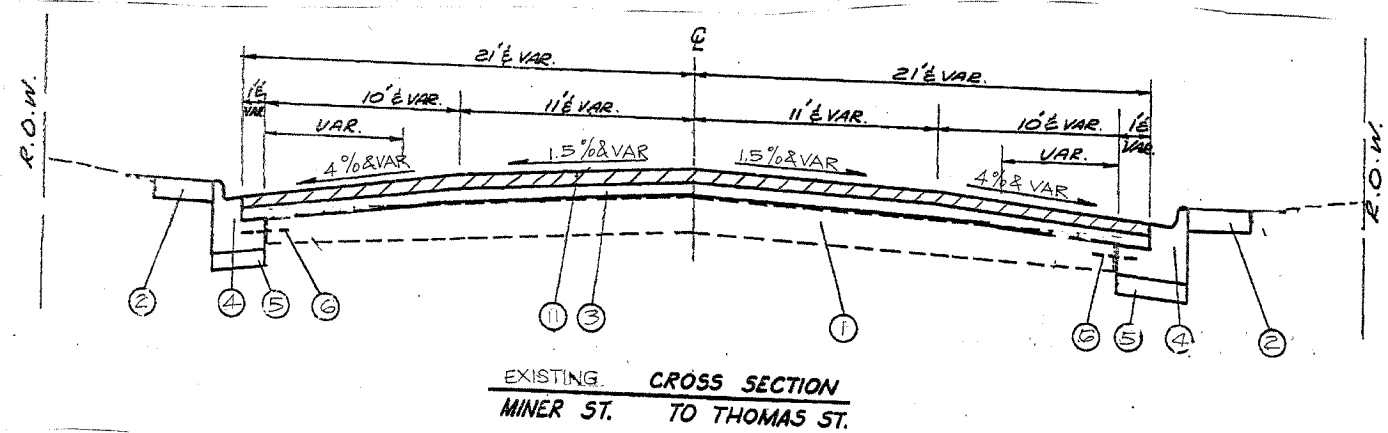 ℄
21'& VAR.
21'& VAR.
R.O.W.
1'& VAR.
10'& VAR.
11'& VAR.
11'& VAR.
10'& VAR.
1'& VAR.
R.O.W.
VAR.
VAR.
4%&VAR
1.5%&VAR
1.5%&VAR
4%& VAR
2
4
5
6
11
3
1
6
5
4
2
EXISTING CROSS SECTION
MINER ST. TO THOMAS ST.